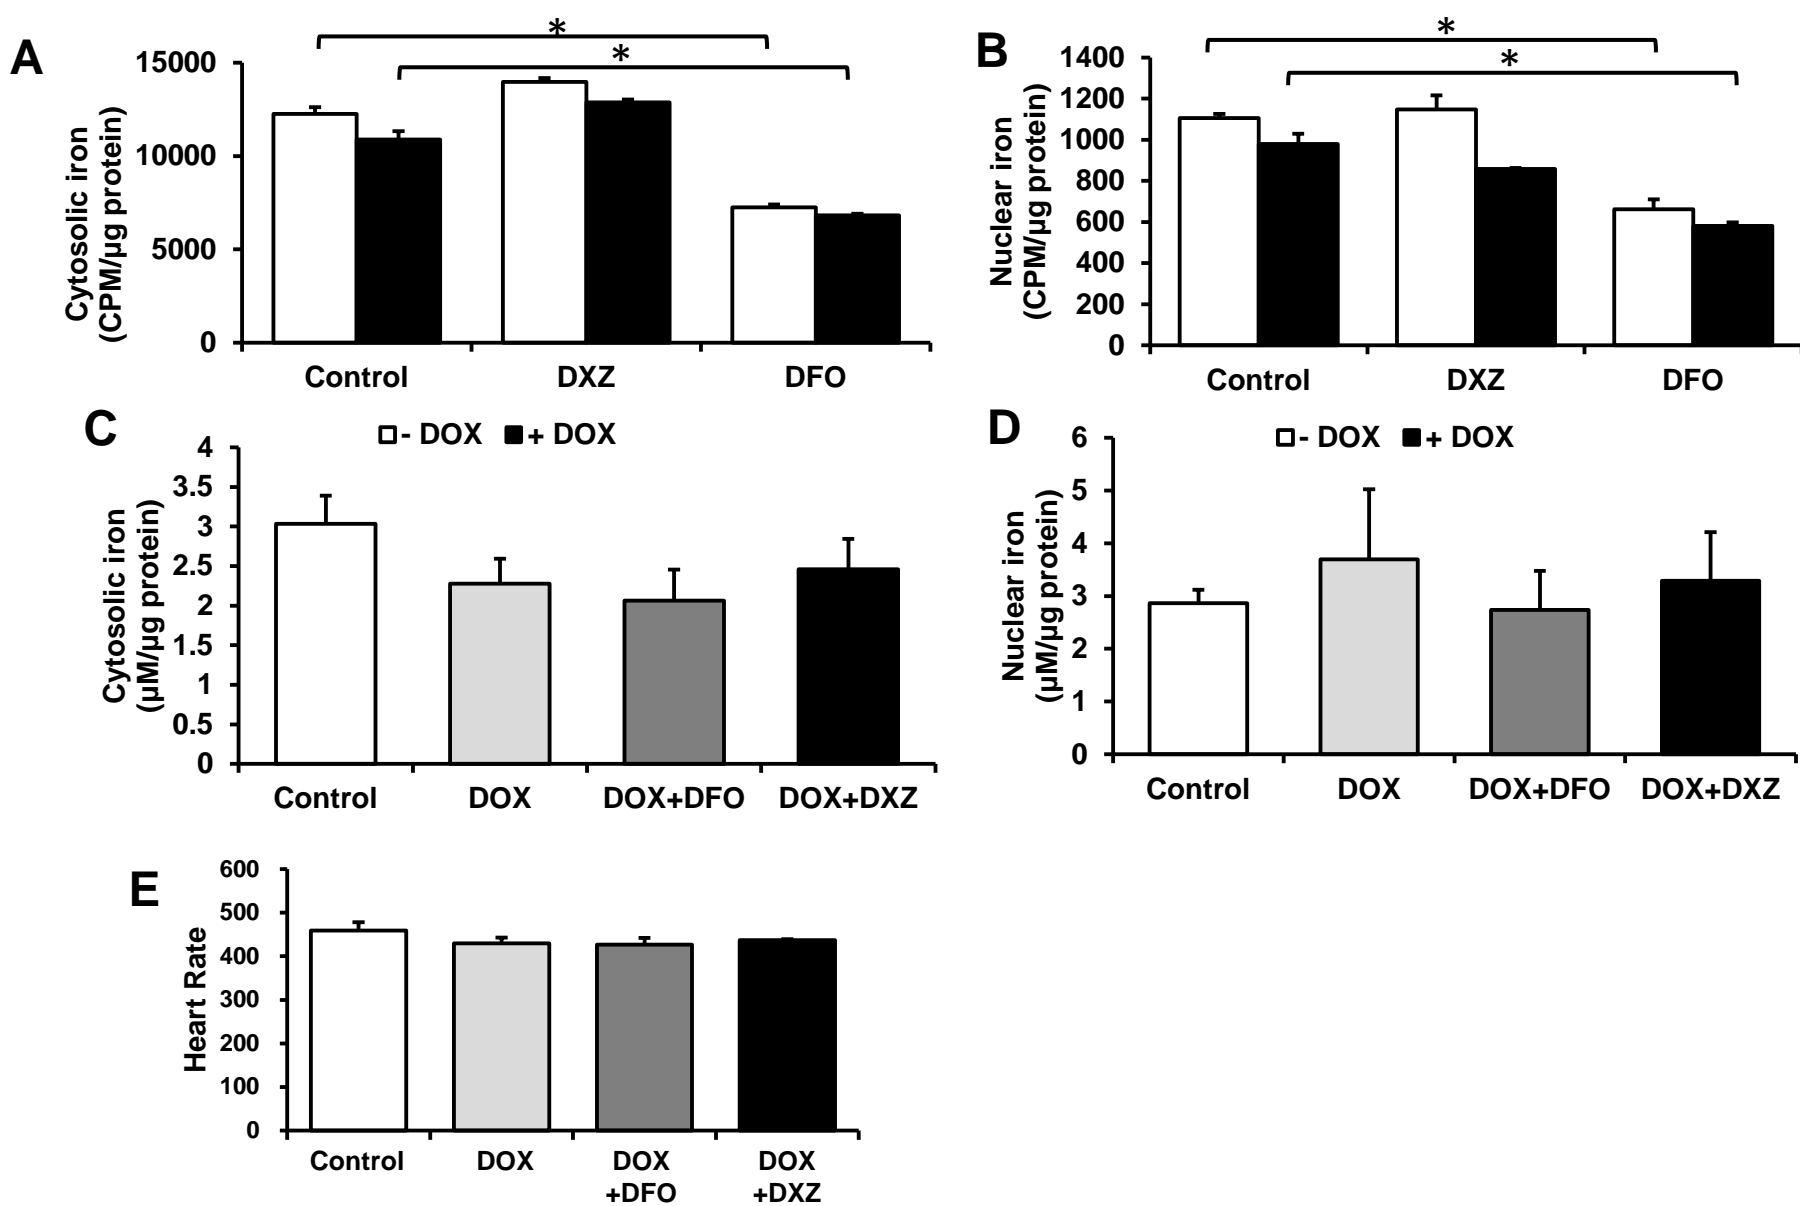 A
Cytosolic iron
(CPM/µg protein)
15000
10000
5000
0
*
*
Control
DXZ
DFO
- DOX
+ DOX
B
Nuclear iron
(CPM/µg protein)
1400
1200
1000
800
600
400
200
0
*
*
Control
DXZ
DFO
- DOX
+ DOX
C
Cytosolic iron
(µM/µg protein)
4
3.5
3
2.5
2
1.5
1
0.5
0
Control
DOX
DOX+DFO
DOX+DXZ
D
Nuclear iron
(µM/µg protein)
6
5
4
3
2
1
0
Control
DOX
DOX+DFO
DOX+DXZ
E
Heart Rate
600
500
400
300
200
100
0
Control
DOX
DOX
+DFO
DOX
+DXZ